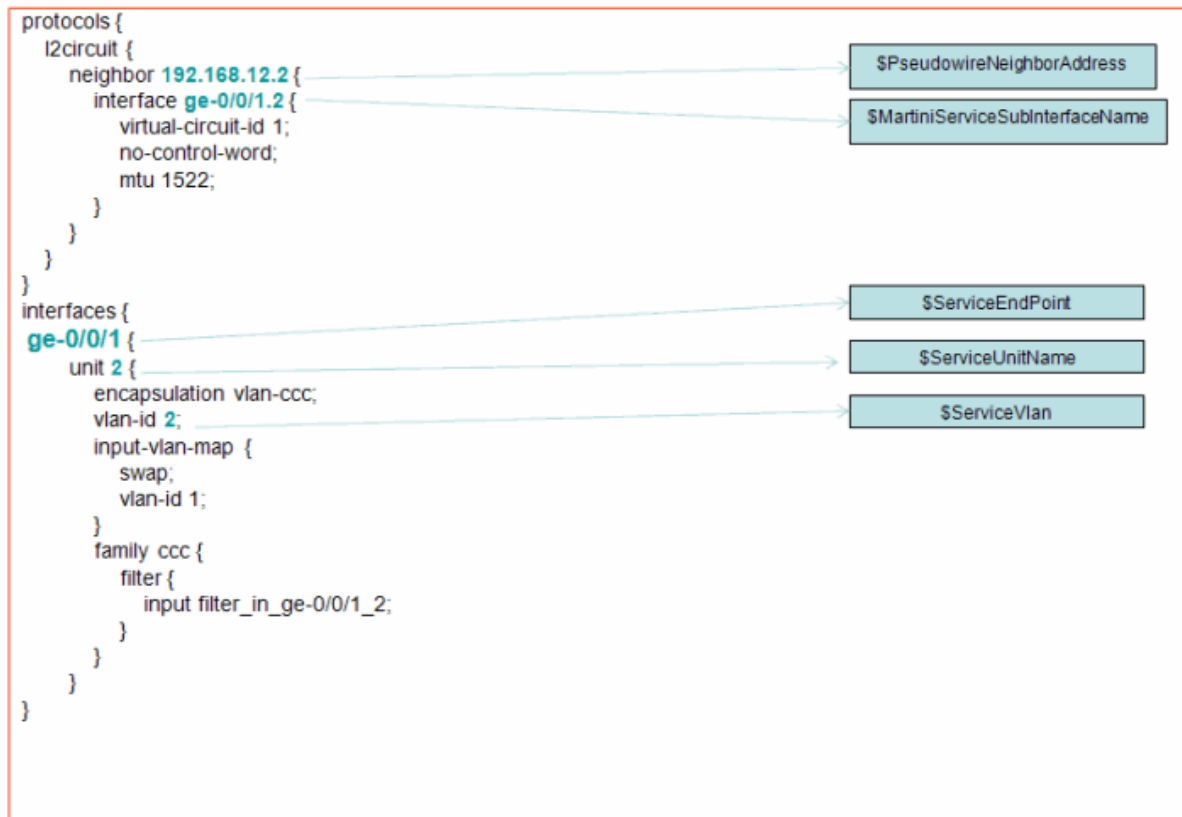 protocols {
l2circuit {
neighbor 192.168.12.2 {
$PseudowireNeighborAddress
interface ge-0/0/1.2 {
$MartiniServiceSubInterfaceName
virtual-circuit-id 1;
no-control-word;
mtu 1522;
}
}
}
}
interfaces {
$ServiceEndPoint
ge-0/0/1 {
unit 2 {
$ServiceUnitName
encapsulation vlan-ccc;
vlan-id 2;
$ServiceVlan
input-vlan-map {
swap;
vlan-id 1;
}
family ccc {
filter {
input filter_in_ge-0/0/1_2;
}
}
}
}